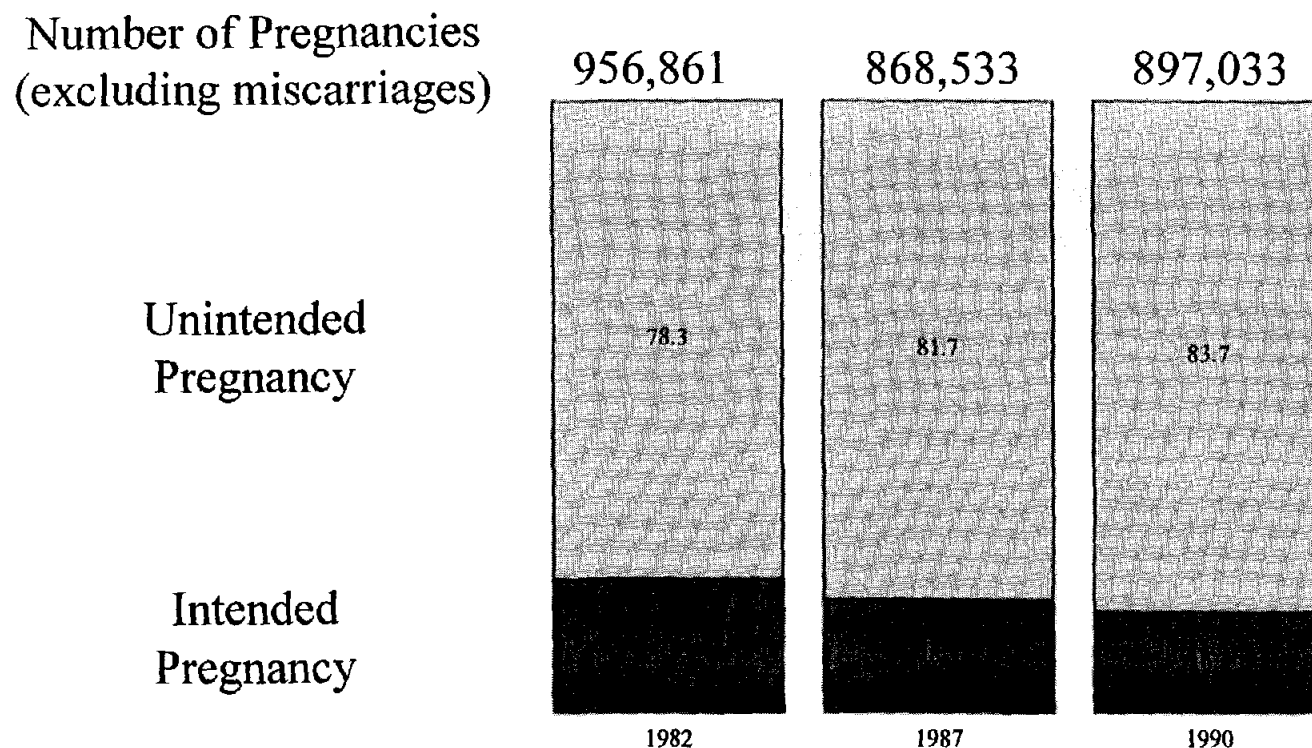 Number of Pregnancies
(excluding miscarriages)
956,861
868,533
897,033
Unintended
Pregnancy
78.3
81.7
83.7
Intended
Pregnancy
1982
1987
1990